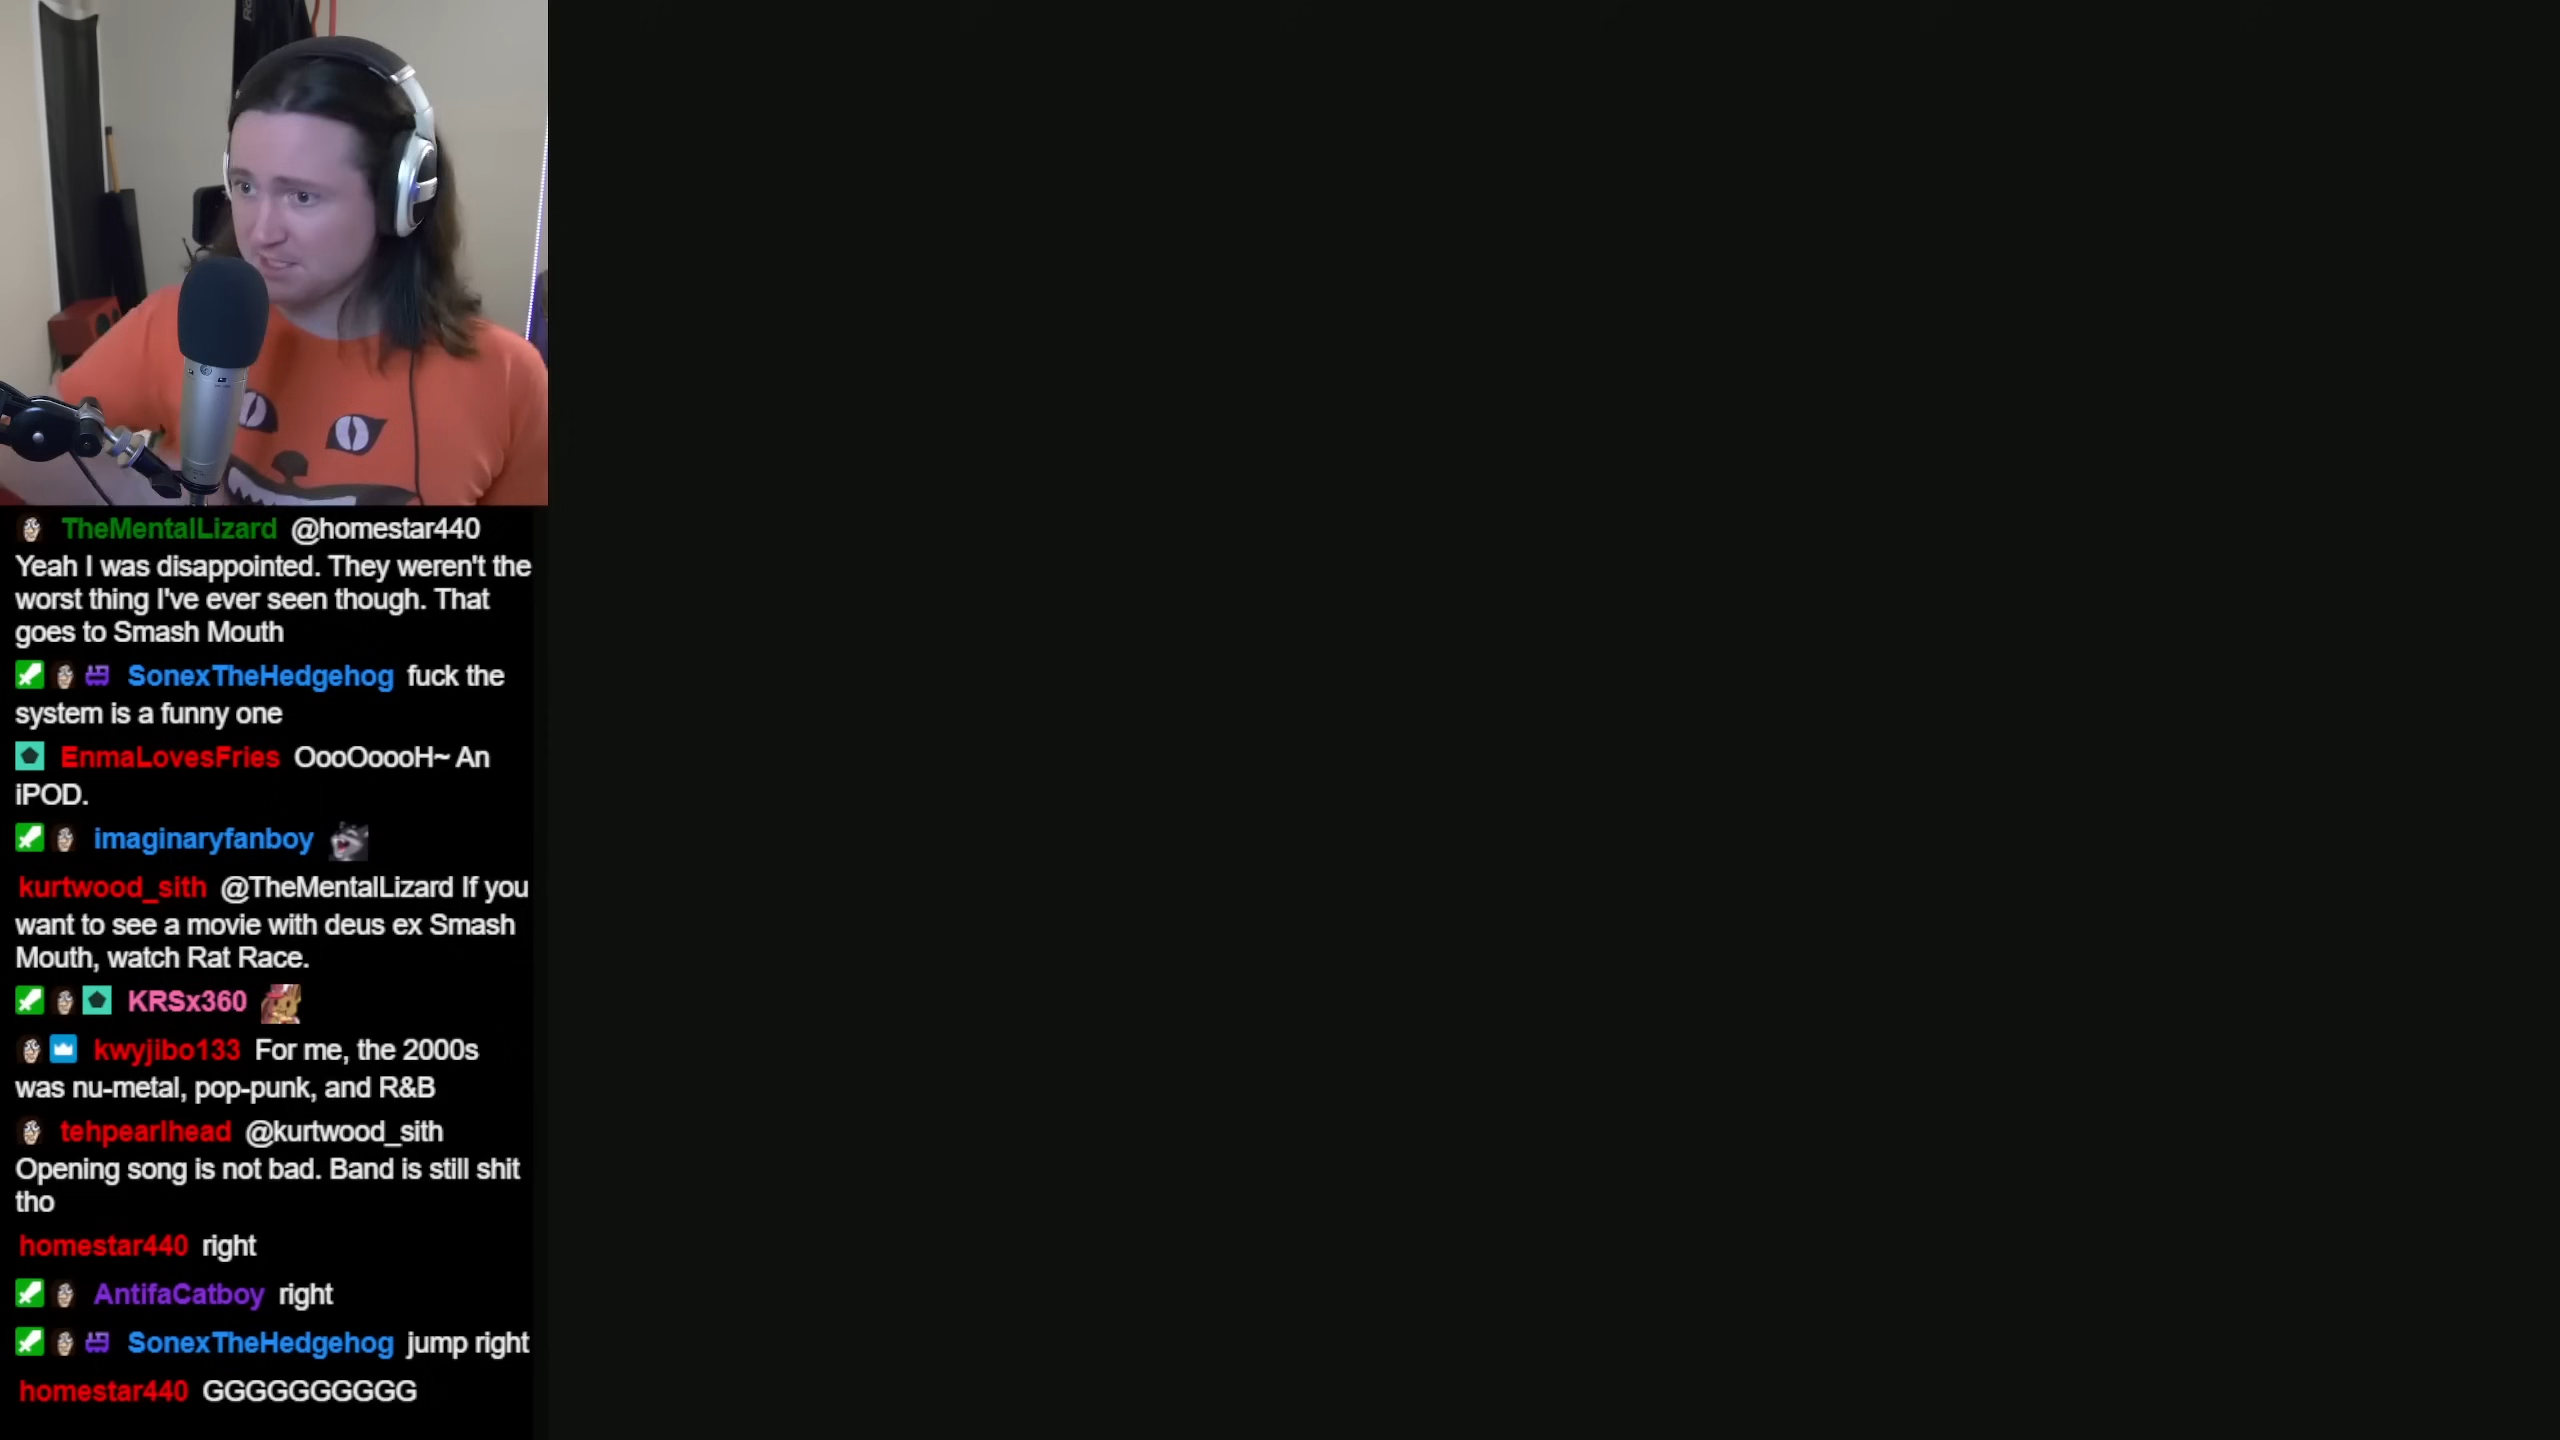 TheMentalLizard @homestar440
Yeah I was disappointed. They weren't the
worst thing I've ever seen though. That
goes to Smash Mouth
SonexTheHedgehog fuck the
system is a funny one
EnmaLovesFries OooOoooH~ An
iPOD.
imaginaryfanboy
kurtwood_sith @TheMentalLizard If you
want to see a movie with deus ex Smash
Mouth, watch Rat Race.
KRSx360
kwyjibo133 For me, the 2000s
was nu-metal, pop-punk, and R&B
tehpearlhead @kurtwood_sith
Opening song is not bad. Band is still shit
tho
homestar440 right
AntifaCatboy right
SonexTheHedgehog jump right
homestar440 GGGGGGGGGG